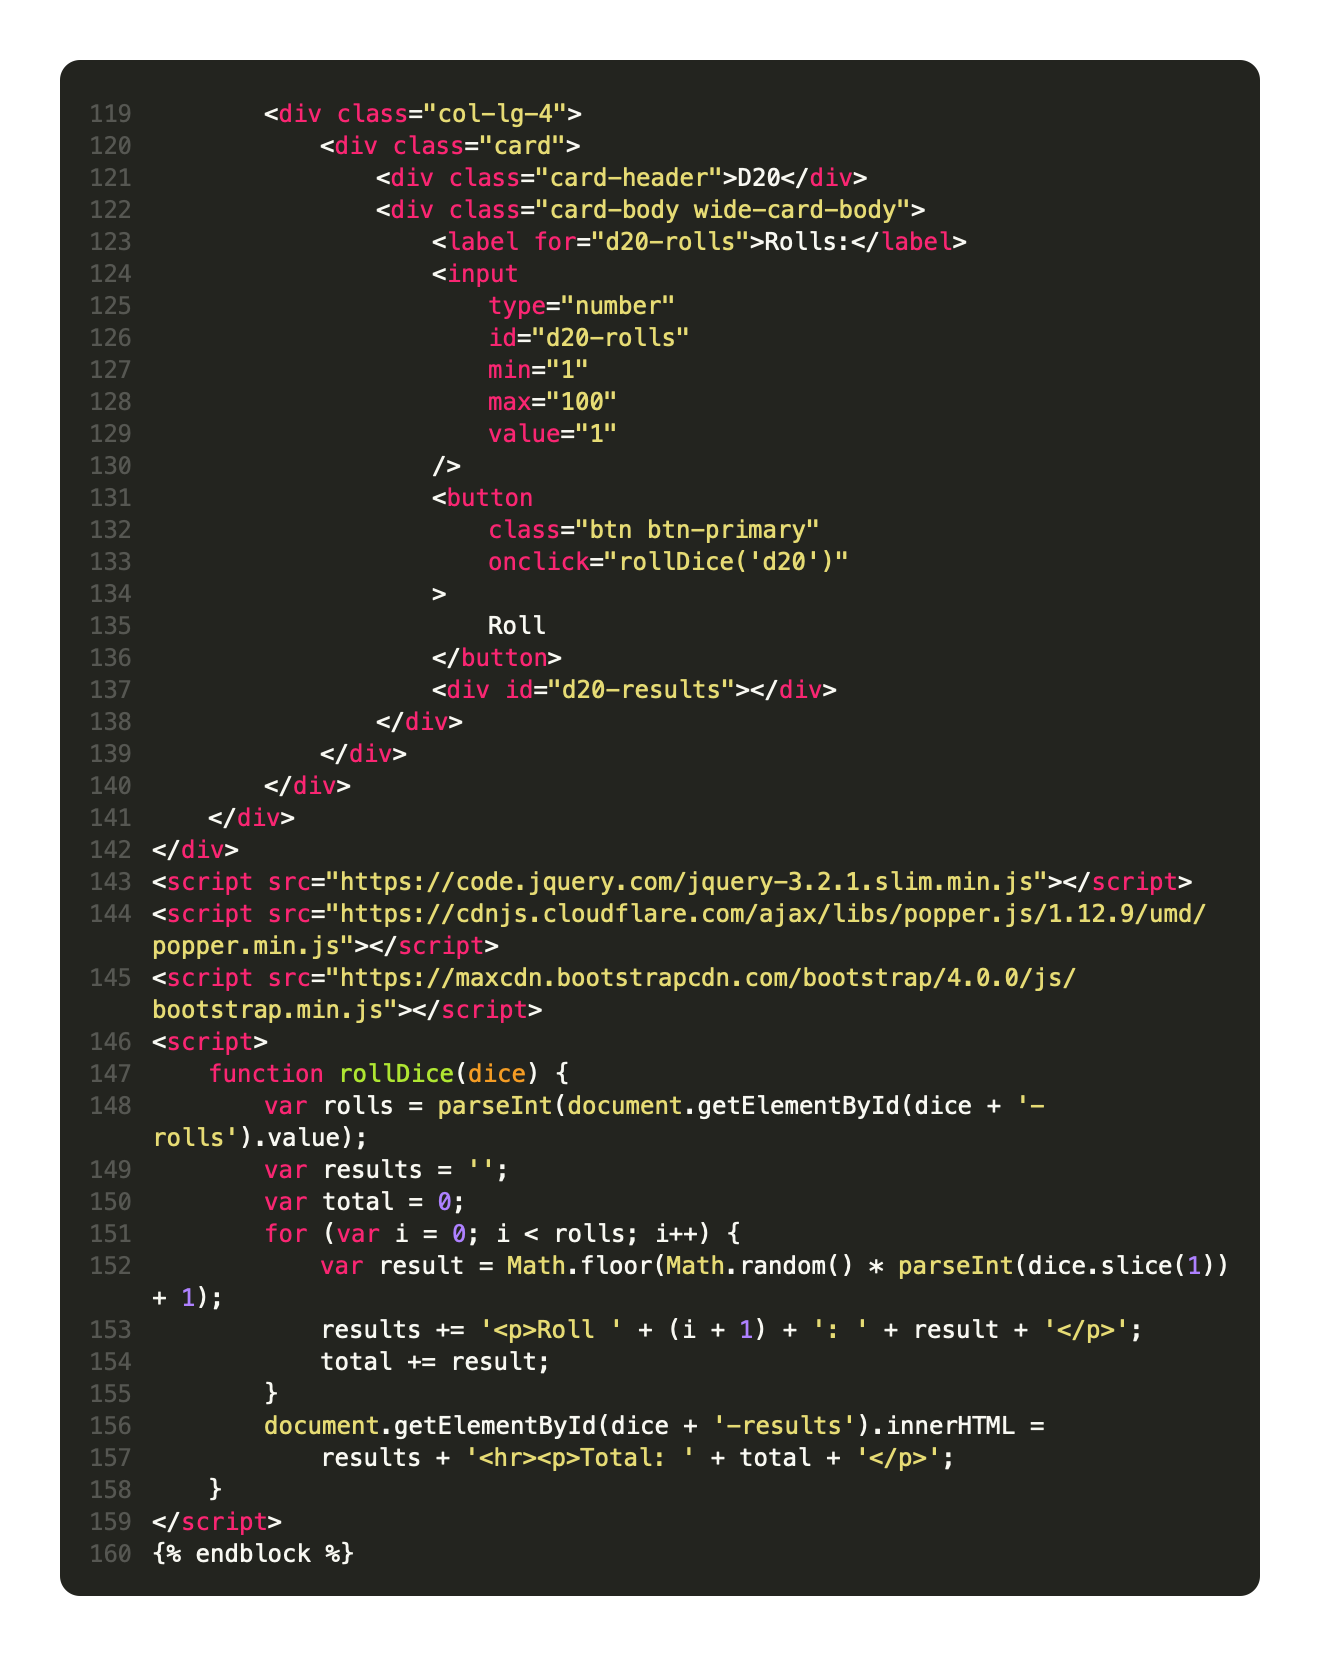 119         <div class="col-lg-4">
120             <div class="card">
121                 <div class="card-header">D20</div>
122                 <div class="card-body wide-card-body">
123                     <label for="d20-rolls">Rolls:</label>
124                     <input
125                         type="number"
126                         id="d20-rolls"
127                         min="1"
128                         max="100"
129                         value="1"
130                     />
131                     <button
132                         class="btn btn-primary"
133                         onclick="rollDice('d20')"
134                     >
135                         Roll
136                     </button>
137                     <div id="d20-results"></div>
138                 </div>
139             </div>
140         </div>
141     </div>
142 </div>
143 <script src="https://code.jquery.com/jquery-3.2.1.slim.min.js"></script>
144 <script src="https://cdnjs.cloudflare.com/ajax/libs/popper.js/1.12.9/umd/
popper.min.js"></script>
145 <script src="https://maxcdn.bootstrapcdn.com/bootstrap/4.0.0/js/
bootstrap.min.js"></script>
146 <script>
147     function rollDice(dice) {
148         var rolls = parseInt(document.getElementById(dice + '-
rolls').value);
149         var results = '';
150         var total = 0;
151         for (var i = 0; i < rolls; i++) {
152             var result = Math.floor(Math.random() * parseInt(dice.slice(1))
+ 1);
153             results += '<p>Roll ' + (i + 1) + ': ' + result + '</p>';
154             total += result;
155         }
156         document.getElementById(dice + '-results').innerHTML =
157             results + '<hr><p>Total: ' + total + '</p>';
158     }
159 </script>
160 {% endblock %}